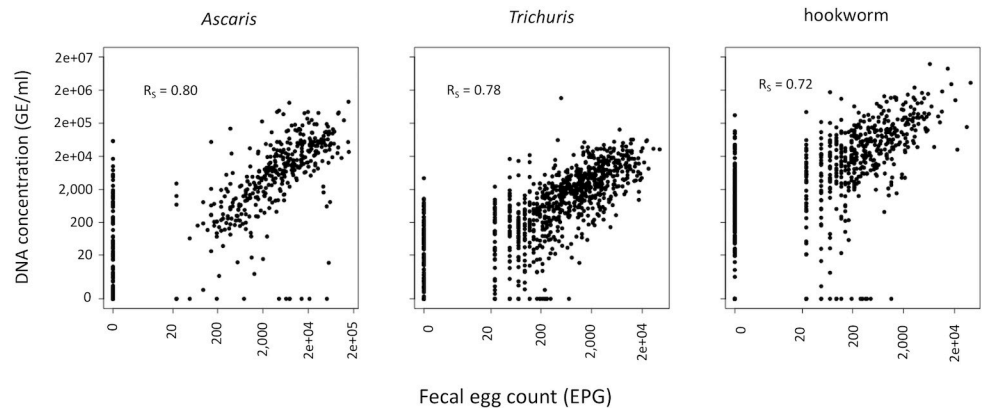 Ascaris
Trichuris
hookworm
DNA concentration (GE/ml)
2e+07
2e+06
2e+05
2e+04
2,000
200
20
0
R_S = 0.80
R_S = 0.78
R_S = 0.72
0 20 200 2,000 2e+04 2e+05
0 20 200 2,000 2e+04
0 20 200 2,000 2e+04
Fecal egg count (EPG)